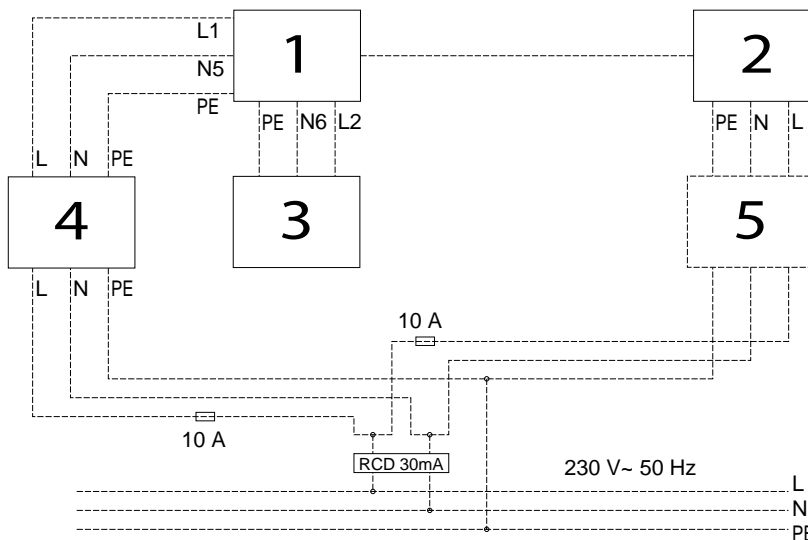 L1
1
2
N5
PE
PE N6 L2
PE N L
L N PE
4
3
5
L N PE
10 A
10 A
RCD 30mA
230 V~ 50 Hz
L
N
PE